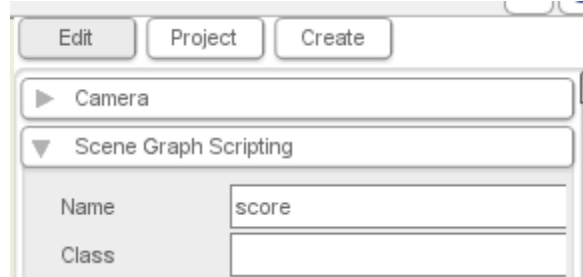 Edit Project Create
Camera
Scene Graph Scripting
Name score
Class